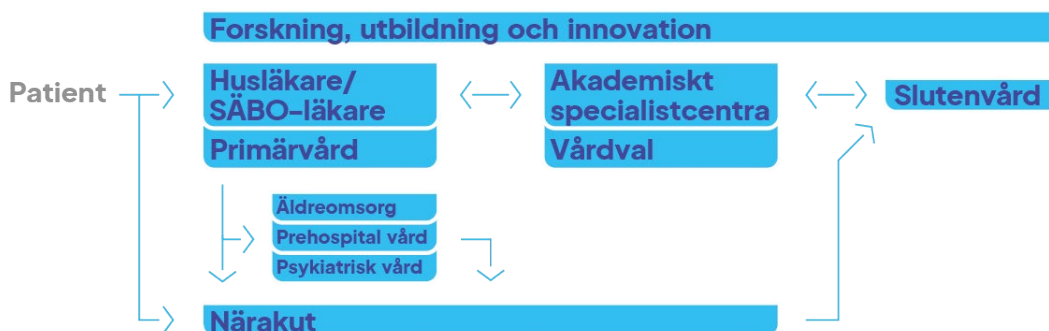 Forskning, utbildning och innovation
Patient
Husläkare/
SÄBO-läkare
Primärvård
Akademiskt
specialistcentra
Vårdval
Slutenvård
Äldreomsorg
Prehospital vård
Psykiatrisk vård
Närakut